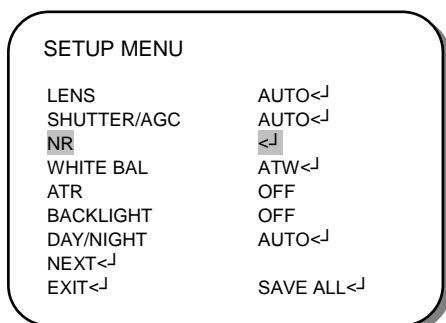 SETUP MENU
LENS AUTO<┘
SHUTTER/AGC AUTO<┘
NR <┘
WHITE BAL ATW<┘
ATR OFF
BACKLIGHT OFF
DAY/NIGHT AUTO<┘
NEXT<┘
EXIT<┘ SAVE ALL<┘